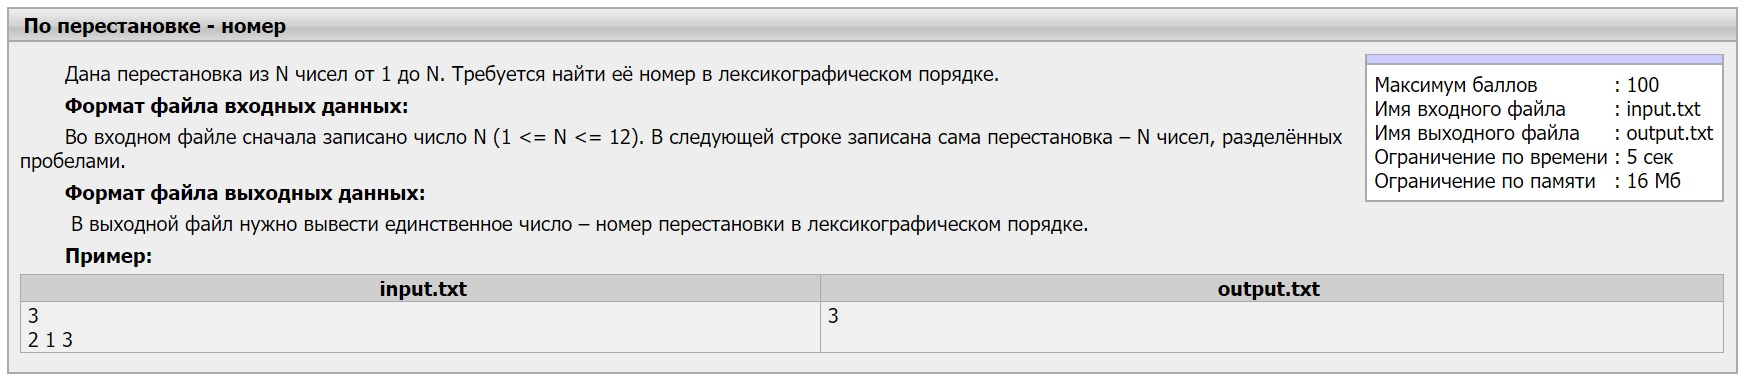 По перестановке - номер
Дана перестановка из N чисел от 1 до N. Требуется найти её номер в лексикографическом порядке.
Формат файла входных данных:
Во входном файле сначала записано число N (1 <= N <= 12). В следующей строке записана сама перестановка – N чисел, разделённых
пробелами.
Формат файла выходных данных:
В выходной файл нужно вывести единственное число – номер перестановки в лексикографическом порядке.
Пример:
Максимум баллов : 100
Имя входного файла : input.txt
Имя выходного файла : output.txt
Ограничение по времени : 5 сек
Ограничение по памяти : 16 Мб
input.txt output.txt
3 3
2 1 3